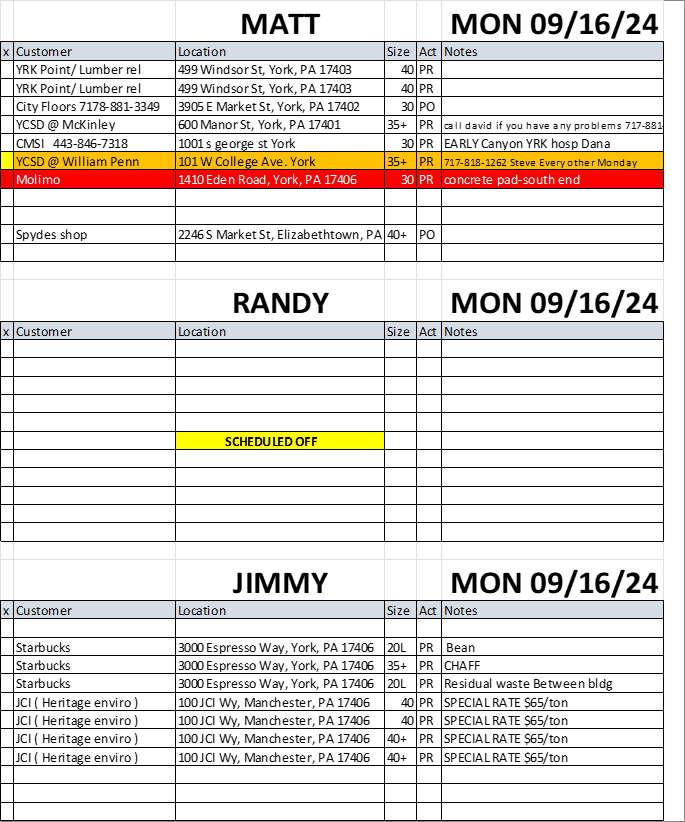 MATT MON 09/16/24
x Customer Location Size Act Notes
YRK Point/ Lumber rel 499 Windsor St, York, PA 17403 40 PR
YRK Point/ Lumber rel 499 Windsor St, York, PA 17403 40 PR
City Floors 7178-881-3349 3905 E Market St, York, PA 17402 30 PO
YCSD @ McKinley 600 Manor St, York, PA 17401 35+ PR call david if you have any problems 717-881
CMSI 443-846-7318 1001 s george st York 30 PR EARLY Canyon YRK hosp Dana
YCSD @ William Penn 101 W College Ave. York 35+ PR 717-818-1262 Steve Every other Monday
Molimo 1410 Eden Road, York, PA 17406 30 PR concrete pad-south end
Spydes shop 2246 S Market St, Elizabethtown, PA 40+ PO
RANDY MON 09/16/24
x Customer Location Size Act Notes
SCHEDULED OFF
JIMMY MON 09/16/24
x Customer Location Size Act Notes
Starbucks 3000 Espresso Way, York, PA 17406 20L PR Bean
Starbucks 3000 Espresso Way, York, PA 17406 35+ PR CHAFF
Starbucks 3000 Espresso Way, York, PA 17406 20L PR Residual waste Between bldg
JCI ( Heritage enviro ) 100 JCI Wy, Manchester, PA 17406 40 PR SPECIAL RATE $65/ton
JCI ( Heritage enviro ) 100 JCI Wy, Manchester, PA 17406 40 PR SPECIAL RATE $65/ton
JCI ( Heritage enviro ) 100 JCI Wy, Manchester, PA 17406 40+ PR SPECIAL RATE $65/ton
JCI ( Heritage enviro ) 100 JCI Wy, Manchester, PA 17406 40+ PR SPECIAL RATE $65/ton